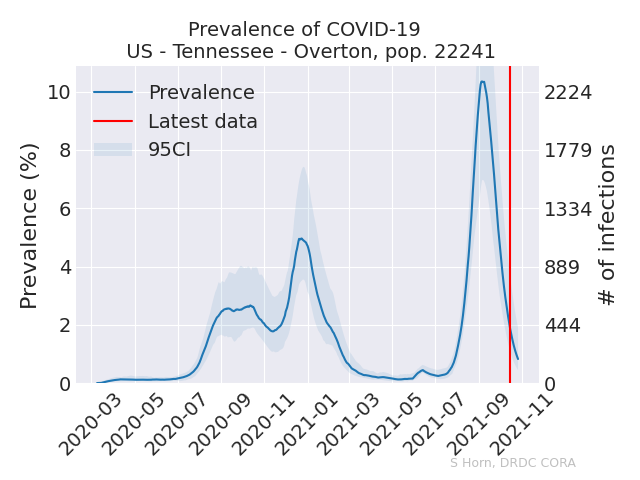 Prevalence of COVID-19
US - Tennessee - Overton, pop. 22241
Prevalence
Latest data
95CI
Prevalence (%)
10
8
6
4
2
0
2224
1779
1334
889
444
0
# of infections
2020-03
2020-05
2020-07
2020-09
2020-11
2021-01
2021-03
2021-05
2021-07
2021-09
2021-11
S Horn, DRDC CORA